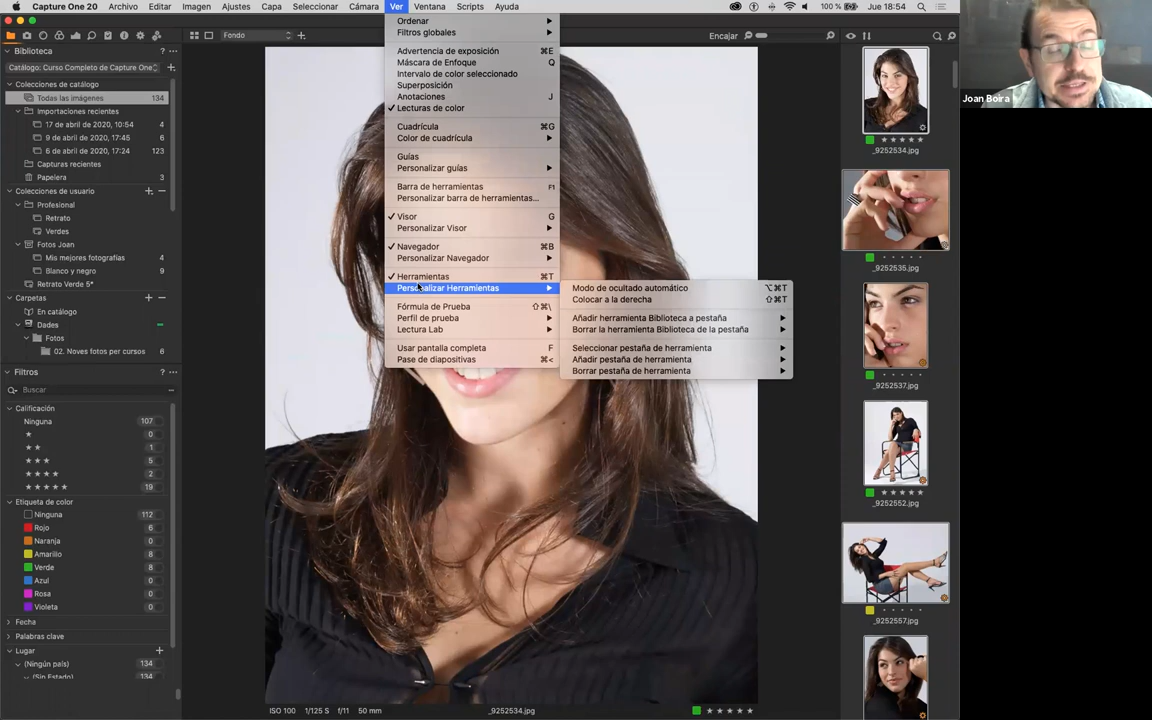 Capture One 20 Archivo Editar Imagen Ajustes Capa Seleccionar Cámara Ver Ventana Scripts Ayuda
100 % Jue 18:54
Fondo
Encajar
Biblioteca
Catálogo: Curso Completo de Capture One
Colecciones de catálogo
Todas las imágenes 134
Importaciones recientes
17 de abril de 2020, 10:54 4
9 de abril de 2020, 17:45 6
6 de abril de 2020, 17:24 123
Capturas recientes
Papelera 3
Colecciones de usuario
Profesional
Retrato
Verdes
Fotos Joan
Mis mejores fotografías 4
Blanco y negro 9
Retrato Verde 5*
Carpetas
En catálogo
Dades
Fotos
02. Noves fotos per cursos 6
Filtros
Buscar
Calificación
Ninguna 107
★ 0
★ ★ 1
★ ★ ★ 5
★ ★ ★ ★ 2
★ ★ ★ ★ ★ 19
Etiqueta de color
Ninguna 112
Rojo 6
Naranja 0
Amarillo 8
Verde 8
Azul 0
Rosa 0
Violeta 0
Fecha
Palabras clave
Lugar
(Ningún país) 134
(Sin Estado) 134
Ordenar
Filtros globales
Advertencia de exposición ⌘E
Máscara de Enfoque Q
Intervalo de color seleccionado
Superposición
Anotaciones J
✓ Lecturas de color
Cuadrícula ⌘G
Color de cuadrícula
Guías
Personalizar guías
Barra de herramientas F1
Personalizar barra de herramientas...
✓ Visor G
Personalizar Visor
✓ Navegador ⌘B
Personalizar Navegador
✓ Herramientas ⌘T
Personalizar Herramientas
Fórmula de Prueba ⇧⌘\
Perfil de prueba
Lectura Lab
Usar pantalla completa F
Pase de diapositivas ⌘<
Modo de ocultado automático ⌥⌘T
Colocar a la derecha ⇧⌘T
Añadir herramienta Biblioteca a pestaña
Borrar la herramienta Biblioteca de la pestaña
Seleccionar pestaña de herramienta
Añadir pestaña de herramienta
Borrar pestaña de herramienta
ISO 100 1/125 S f/11 50 mm
_9252534.jpg
★ ★ ★ ★ ★
★ ★ ★ ★ ★
_9252534.jpg
_9252535.jpg
_9252537.jpg
★ ★ ★ ★ ★
_9252552.jpg
_9252557.jpg
Joan Boira